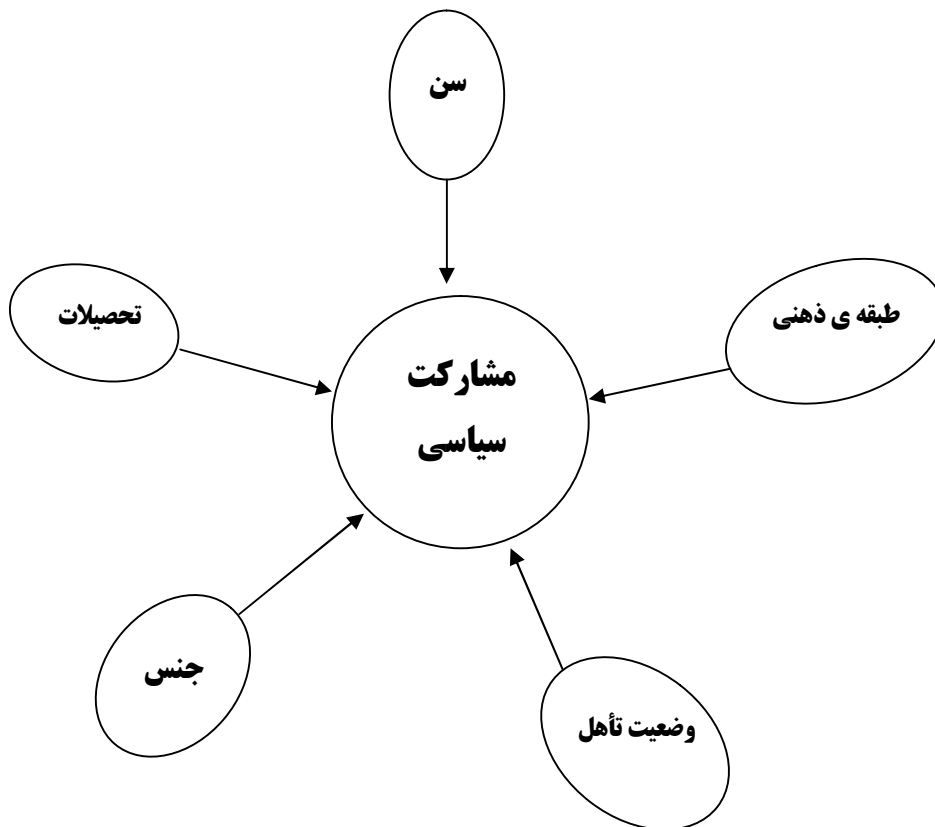 سن
طبقه ی ذهنی
تحصیلات
مشارکت
سیاسی
جنس
وضعیت تأهل